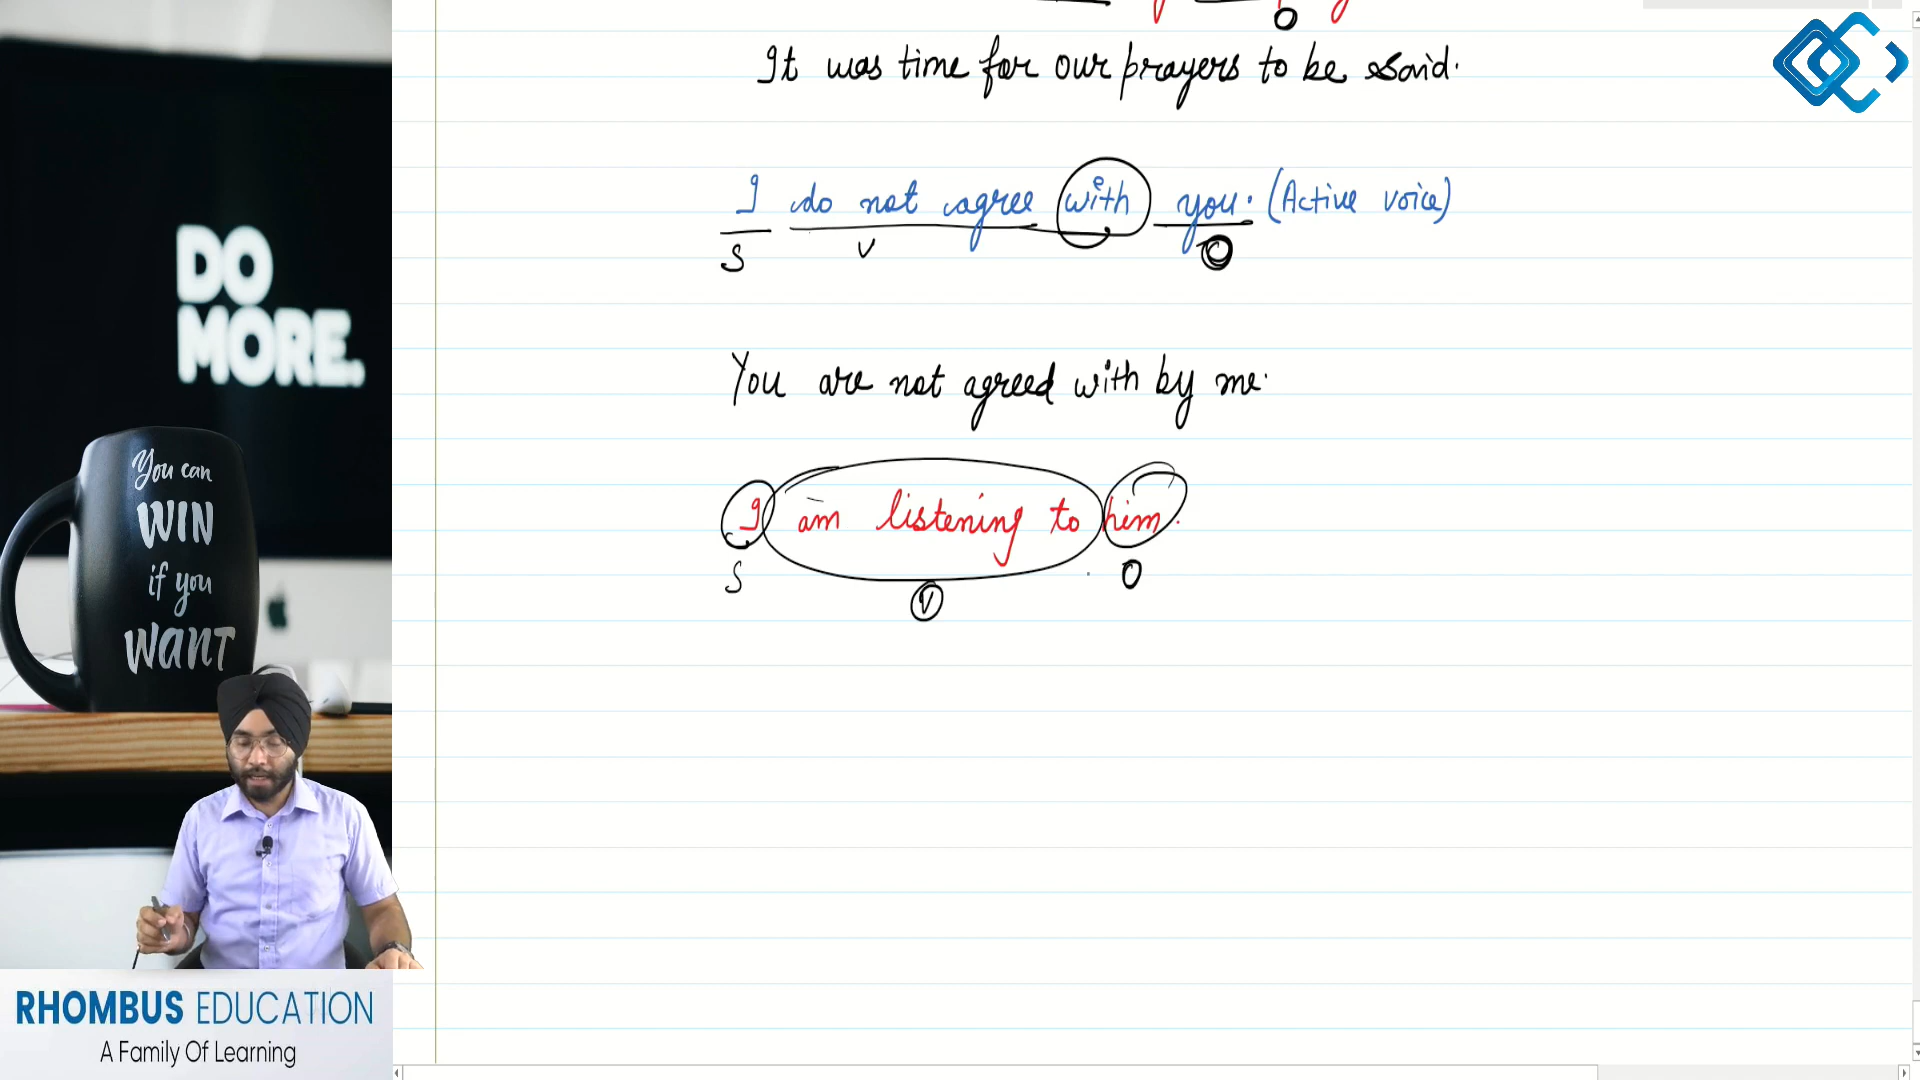 It was time for our prayers to be said.
I do not agree with you. (Active voice)
S V O
You are not agreed with by me.
I am listening to him.
S V O
DO
MORE.
You can
WIN
if you
WANT
RHOMBUS EDUCATION
A Family Of Learning